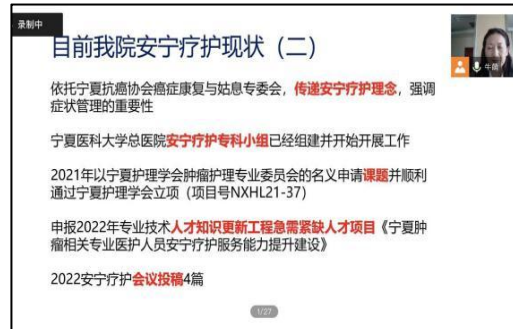 录制中
目前我院安宁疗护现状（二）
依托宁夏抗癌协会癌症康复与姑息专委会，传递安宁疗护理念，强调
症状管理的重要性
宁夏医科大学总医院安宁疗护专科小组已经组建并开始开展工作
2021年以宁夏护理学会肿瘤护理专业委员会的名义申请课题并顺利
通过宁夏护理学会立项（项目号NXHL21-37）
申报2022年专业技术人才知识更新工程急需紧缺人才项目《宁夏肿
瘤相关专业医护人员安宁疗护服务能力提升建设》
2022安宁疗护会议投稿4篇
1/27